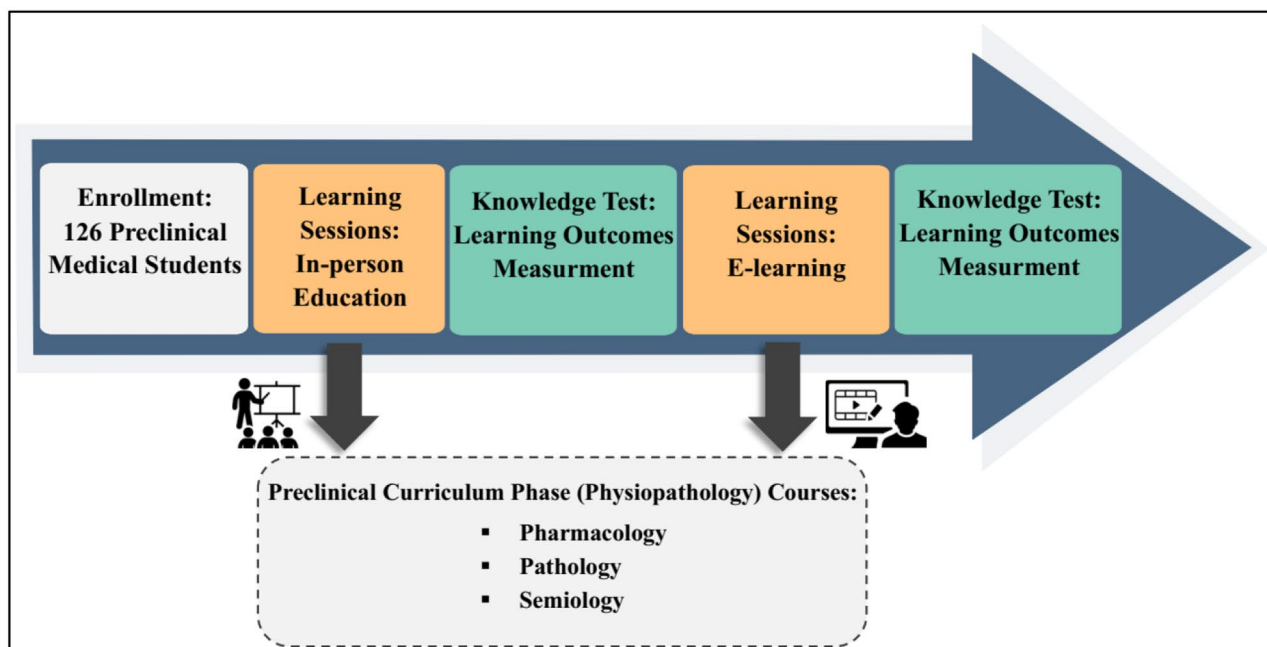 Enrollment:
126 Preclinical
Medical Students
Learning
Sessions:
In-person
Education
Knowledge Test:
Learning Outcomes
Measurment
Learning
Sessions:
E-learning
Knowledge Test:
Learning Outcomes
Measurment
Preclinical Curriculum Phase (Physiopathology) Courses:
▪ Pharmacology
▪ Pathology
▪ Semiology